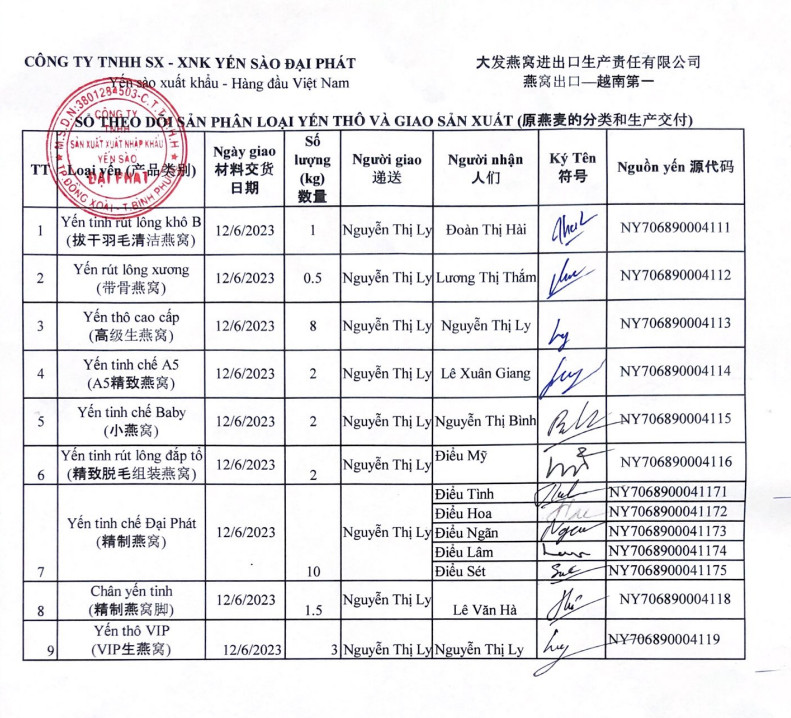 CÔNG TY TNHH SX - XNK YẾN SÀO ĐẠI PHÁT 大发燕窝进出口生产责任有限公司
Yến sào xuất khẩu - Hàng đầu Việt Nam 燕窝出口—越南第一
SỔ THEO DÕI SẢN PHÂN LOẠI YẾN THÔ VÀ GIAO SẢN XUẤT (原燕麦的分类和生产交付)
M.S.D.N:3801284503-C.T.T.N.H.H
CÔNG TY
TNHH
SẢN XUẤT XUẤT NHẬP KHẨU
YẾN SÀO
ĐẠI PHÁT
TP ĐỒNG XOÀI - T.BÌNH PHƯỚC
TT Loại yến (产品类别) Ngày giao 材料交货 日期 Số lượng (kg) 数量 Người giao 递送 Người nhận 人们 Ký Tên 符号 Nguồn yến 源代码
1 Yến tinh rút lông khô B (拔干羽毛清洁燕窝) 12/6/2023 1 Nguyễn Thị Ly Đoàn Thị Hài NY706890004111
2 Yến rút lông xương (带骨燕窝) 12/6/2023 0.5 Nguyễn Thị Ly Lương Thị Thắm NY706890004112
3 Yến thô cao cấp (高级生燕窝) 12/6/2023 8 Nguyễn Thị Ly Nguyễn Thị Ly Ly NY706890004113
4 Yến tinh chế A5 (A5精致燕窝) 12/6/2023 2 Nguyễn Thị Ly Lê Xuân Giang NY706890004114
5 Yến tinh chế Baby (小燕窝) 12/6/2023 2 Nguyễn Thị Ly Nguyễn Thị Bình NY706890004115
6 Yến tinh rút lông đắp tổ (精致脱毛组装燕窝) 12/6/2023 2 Nguyễn Thị Ly Điểu Mỹ NY706890004116
7 Yến tinh chế Đại Phát (精制燕窝) 12/6/2023 10 Nguyễn Thị Ly
Điểu Tình NY7068900041171
Điểu Hoa NY7068900041172
Điểu Ngãn NY7068900041173
Điểu Lâm NY7068900041174
Điểu Sét NY7068900041175
8 Chân yến tinh (精制燕窝脚) 12/6/2023 1.5 Nguyễn Thị Ly Lê Văn Hà NY706890004118
9 Yến thô VIP (VIP生燕窝) 12/6/2023 3 Nguyễn Thị Ly Nguyễn Thị Ly Ly NY706890004119